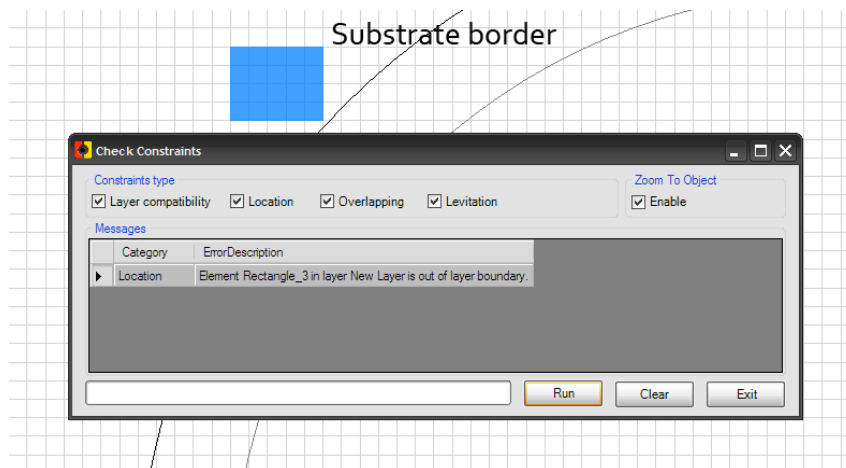 Substrate border
Check Constraints
Constraints type
Zoom To Object
Layer compatibility Location Overlapping Levitation Enable
Messages
Category ErrorDescription
Location Element Rectangle_3 in layer New Layer is out of layer boundary.
Run Clear Exit